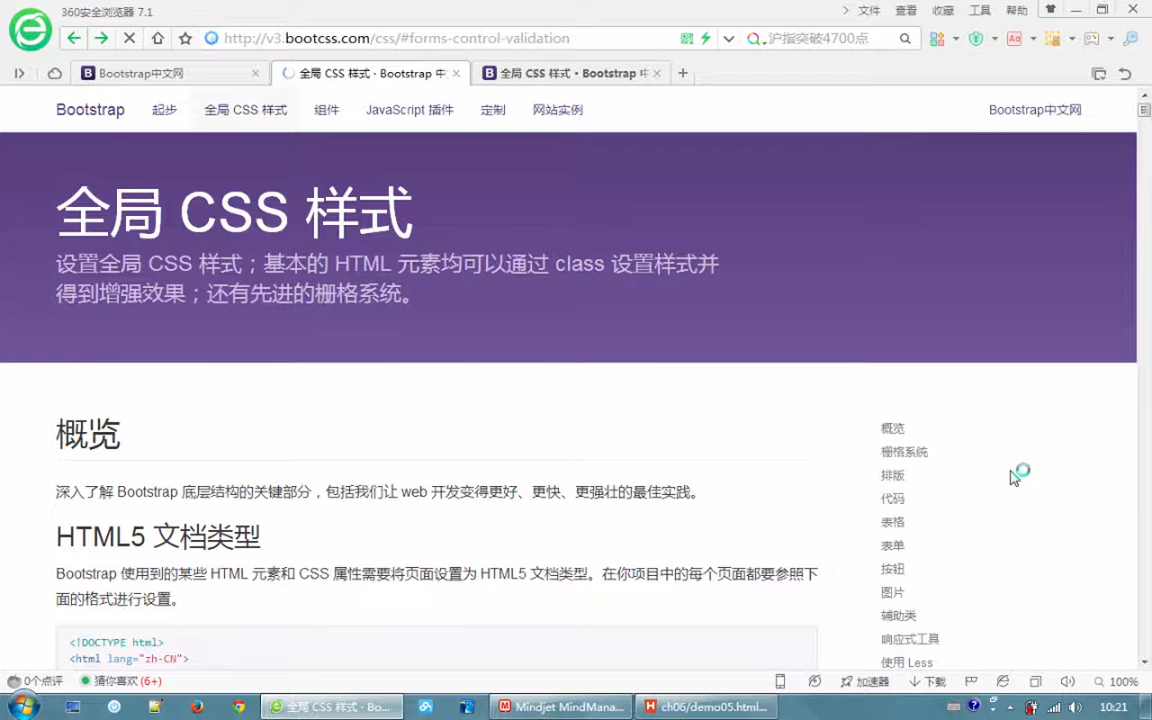 360安全浏览器 7.1
文件 查看 收藏 工具 帮助
http://v3.bootcss.com/css/#forms-control-validation
沪指突破4700点
Bootstrap中文网
全局 CSS 样式 · Bootstrap 中
全局 CSS 样式 · Bootstrap 中
Bootstrap 起步 全局 CSS 样式 组件 JavaScript 插件 定制 网站实例 Bootstrap中文网
全局 CSS 样式
设置全局 CSS 样式；基本的 HTML 元素均可以通过 class 设置样式并
得到增强效果；还有先进的栅格系统。
概览
深入了解 Bootstrap 底层结构的关键部分，包括我们让 web 开发变得更好、更快、更强壮的最佳实践。
HTML5 文档类型
Bootstrap 使用到的某些 HTML 元素和 CSS 属性需要将页面设置为 HTML5 文档类型。在你项目中的每个页面都要参照下
面的格式进行设置。
<!DOCTYPE html>
<html lang="zh-CN">
概览
栅格系统
排版
代码
表格
表单
按钮
图片
辅助类
响应式工具
使用 Less
0个点评 猜你喜欢 (6+) 加速器 下载 100%
全局 CSS 样式 · Bo... Mindjet MindMana... ch06/demo05.html... 10:21